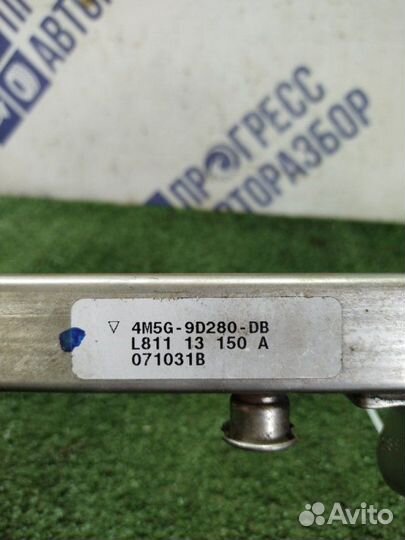 ПРОГРЕСС
АВТОРАЗБОР
▽ 4M5G-9D280-DB
L811 13 150 A
071031B
Avito